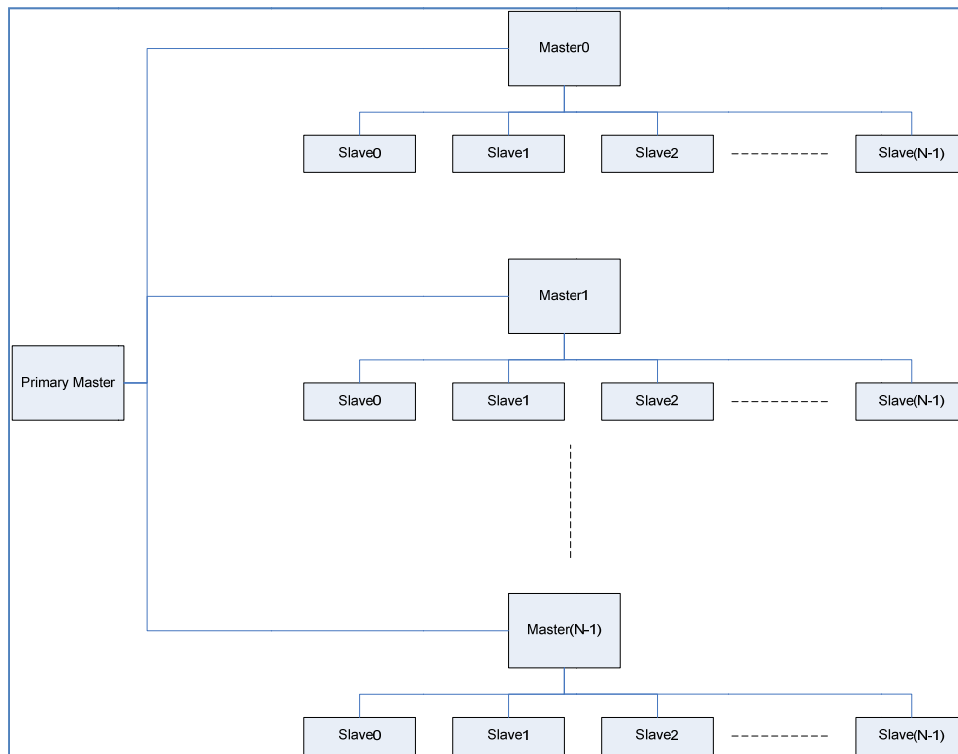 Master0
Slave0
Slave1
Slave2
Slave(N-1)
Master1
Primary Master
Slave0
Slave1
Slave2
Slave(N-1)
Master(N-1)
Slave0
Slave1
Slave2
Slave(N-1)